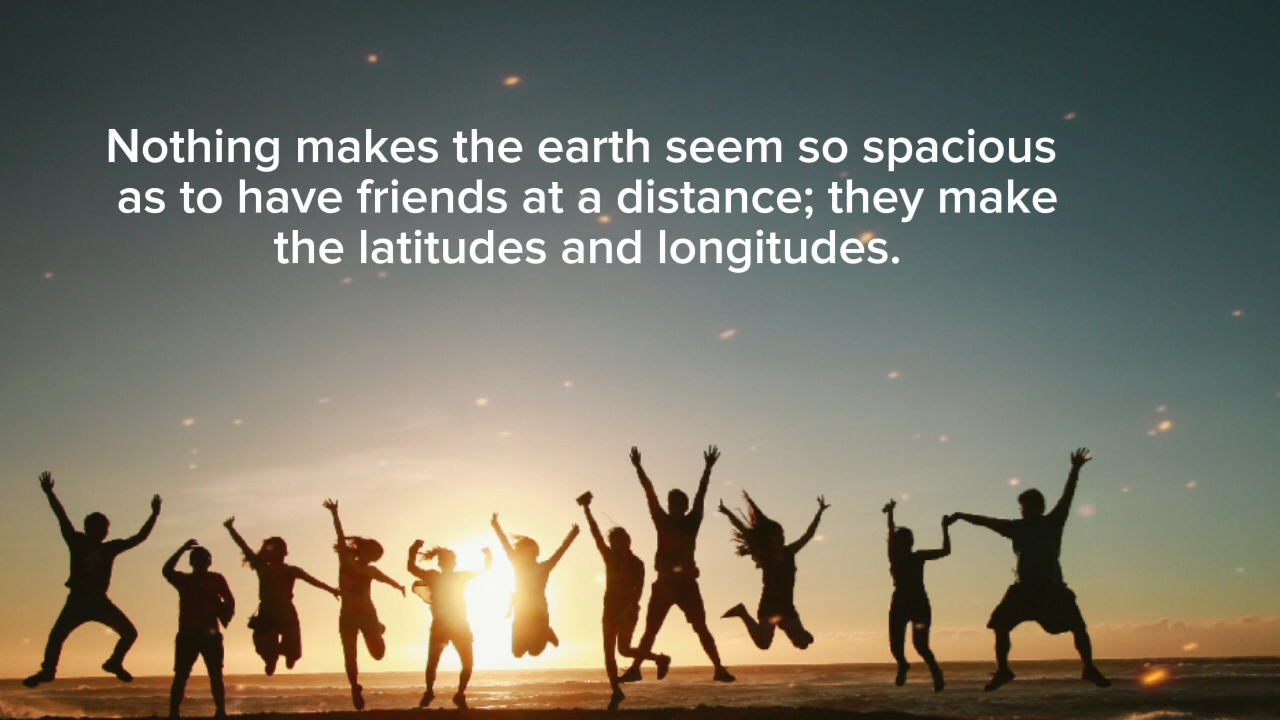 Nothing makes the earth seem so spacious
as to have friends at a distance; they make
the latitudes and longitudes.